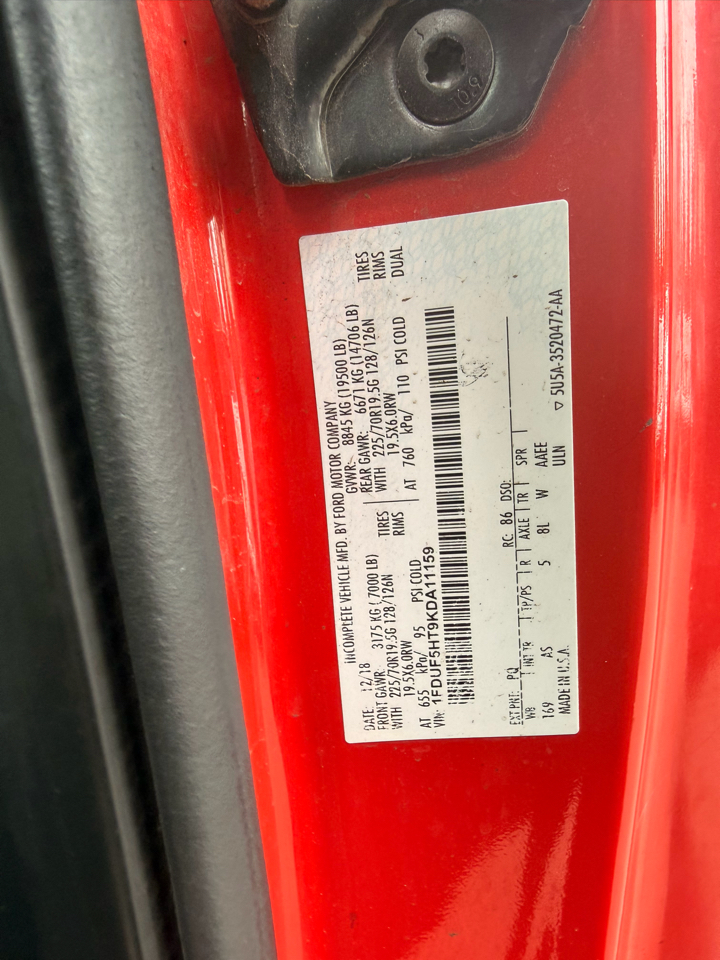 INCOMPLETE VEHICLE MFD. BY FORD MOTOR COMPANY
DATE: 12/18 GVWR: 8845 KG (19500 LB)
FRONT GAWR: 3175 KG (7000 LB) REAR GAWR: 6671 KG (14706 LB)
WITH 225/70R19.5G 128/126N TIRES WITH 225/70R19.5G 128/126N TIRES
19.5X6.0RW RIMS 19.5X6.0RW RIMS
AT 655 kPa/ 95 PSI COLD AT 760 kPa/ 110 PSI COLD DUAL
VIN: 1FDUF5HT9KDA11159
EXT PNT: PQ RC: 86 DSO:
WB INT TR TP/PS R AXLE TR SPR
169 AS 5 8L W AAEE
MADE IN U.S.A. ULN
▽ 5U5A-3520472-AA